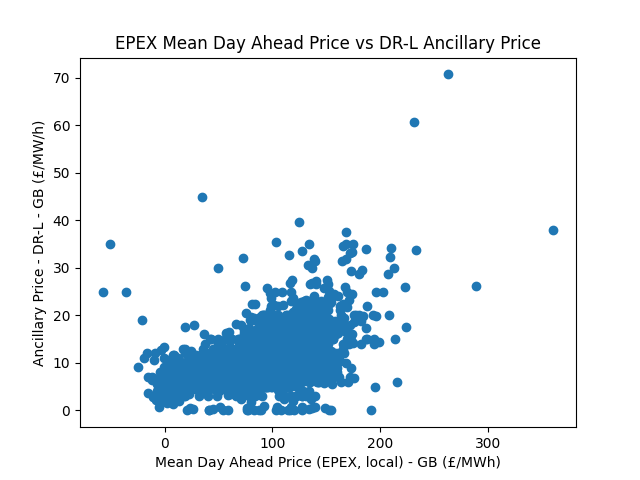 EPEX Mean Day Ahead Price vs DR-L Ancillary Price
Ancillary Price - DR-L - GB (£/MW/h)
70
60
50
40
30
20
10
0
0 100 200 300
Mean Day Ahead Price (EPEX, local) - GB (£/MWh)